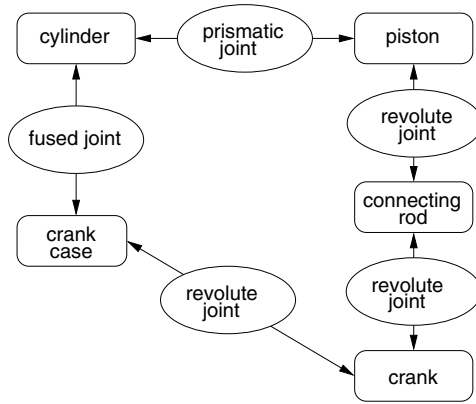 cylinder
prismatic
joint
piston
fused joint
revolute
joint
connecting
rod
crank
case
revolute
joint
revolute
joint
crank